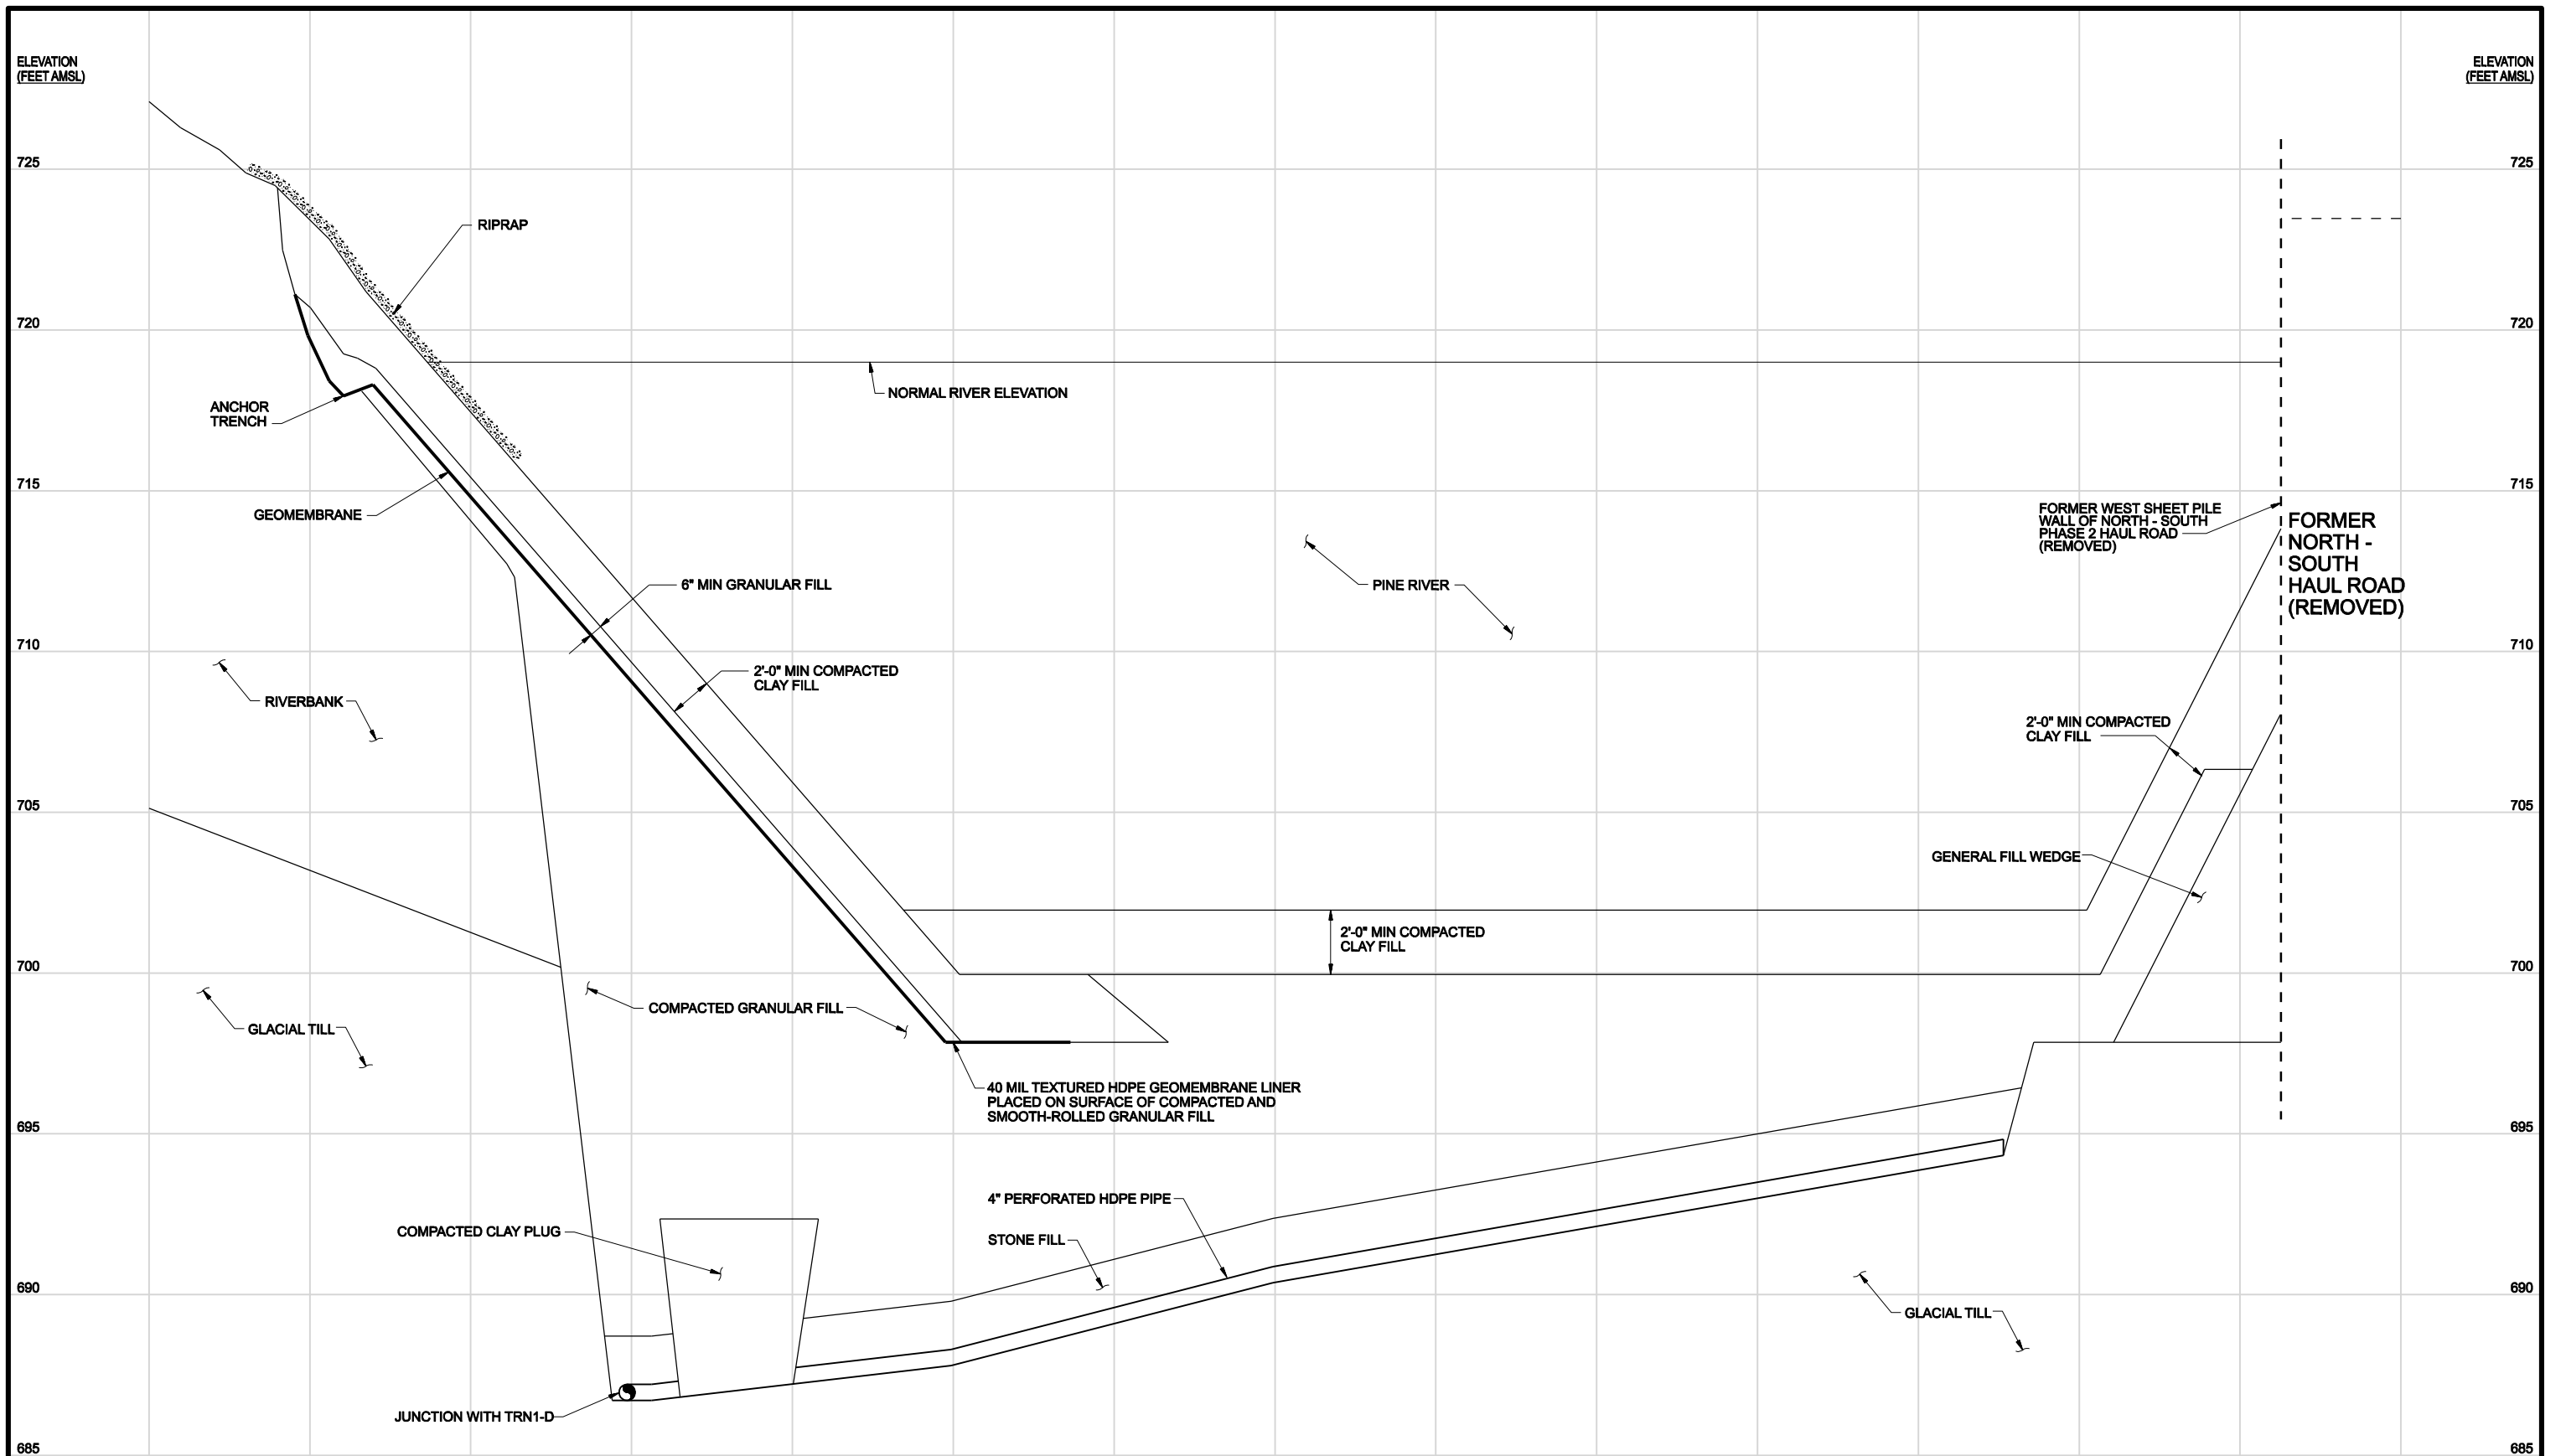 ELEVATION
(FEET AMSL)
ELEVATION
(FEET AMSL)
725
725
RIPRAP
720
720
NORMAL RIVER ELEVATION
ANCHOR
TRENCH
715
715
GEOMEMBRANE
FORMER WEST SHEET PILE
WALL OF NORTH - SOUTH
PHASE 2 HAUL ROAD
(REMOVED)
FORMER
NORTH -
SOUTH
HAUL ROAD
(REMOVED)
6" MIN GRANULAR FILL
PINE RIVER
710
710
2'-0" MIN COMPACTED
CLAY FILL
RIVERBANK
2'-0" MIN COMPACTED
CLAY FILL
705
705
GENERAL FILL WEDGE
2'-0" MIN COMPACTED
CLAY FILL
700
700
COMPACTED GRANULAR FILL
GLACIAL TILL
40 MIL TEXTURED HDPE GEOMEMBRANE LINER
PLACED ON SURFACE OF COMPACTED AND
SMOOTH-ROLLED GRANULAR FILL
695
695
4" PERFORATED HDPE PIPE
COMPACTED CLAY PLUG
STONE FILL
690
690
GLACIAL TILL
JUNCTION WITH TRN1-D
685
685